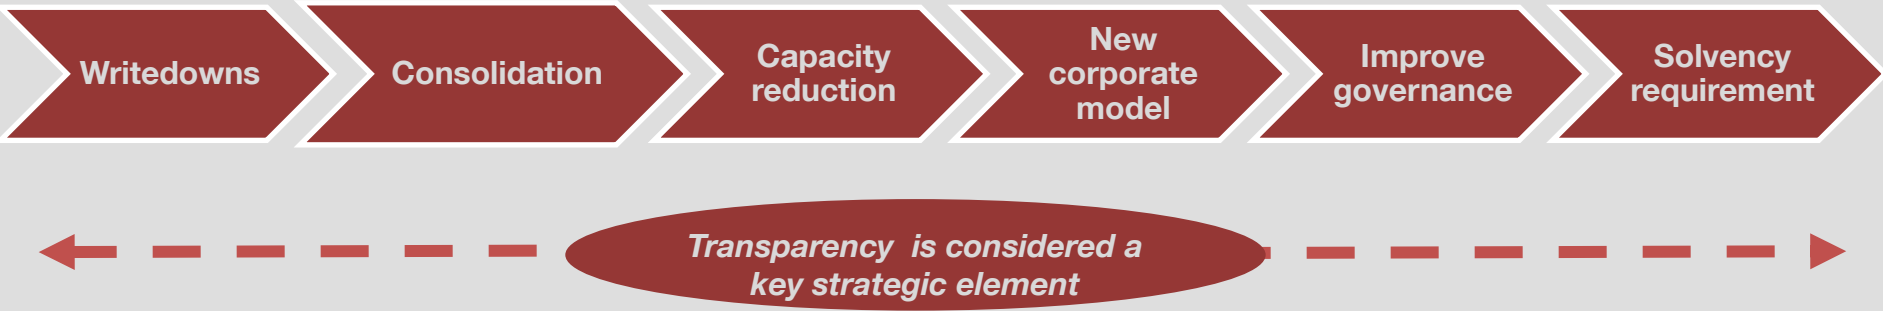 Writedowns
Consolidation
Capacity
reduction
New
corporate
model
Improve
governance
Solvency
requirement
Transparency  is considered a
key strategic element